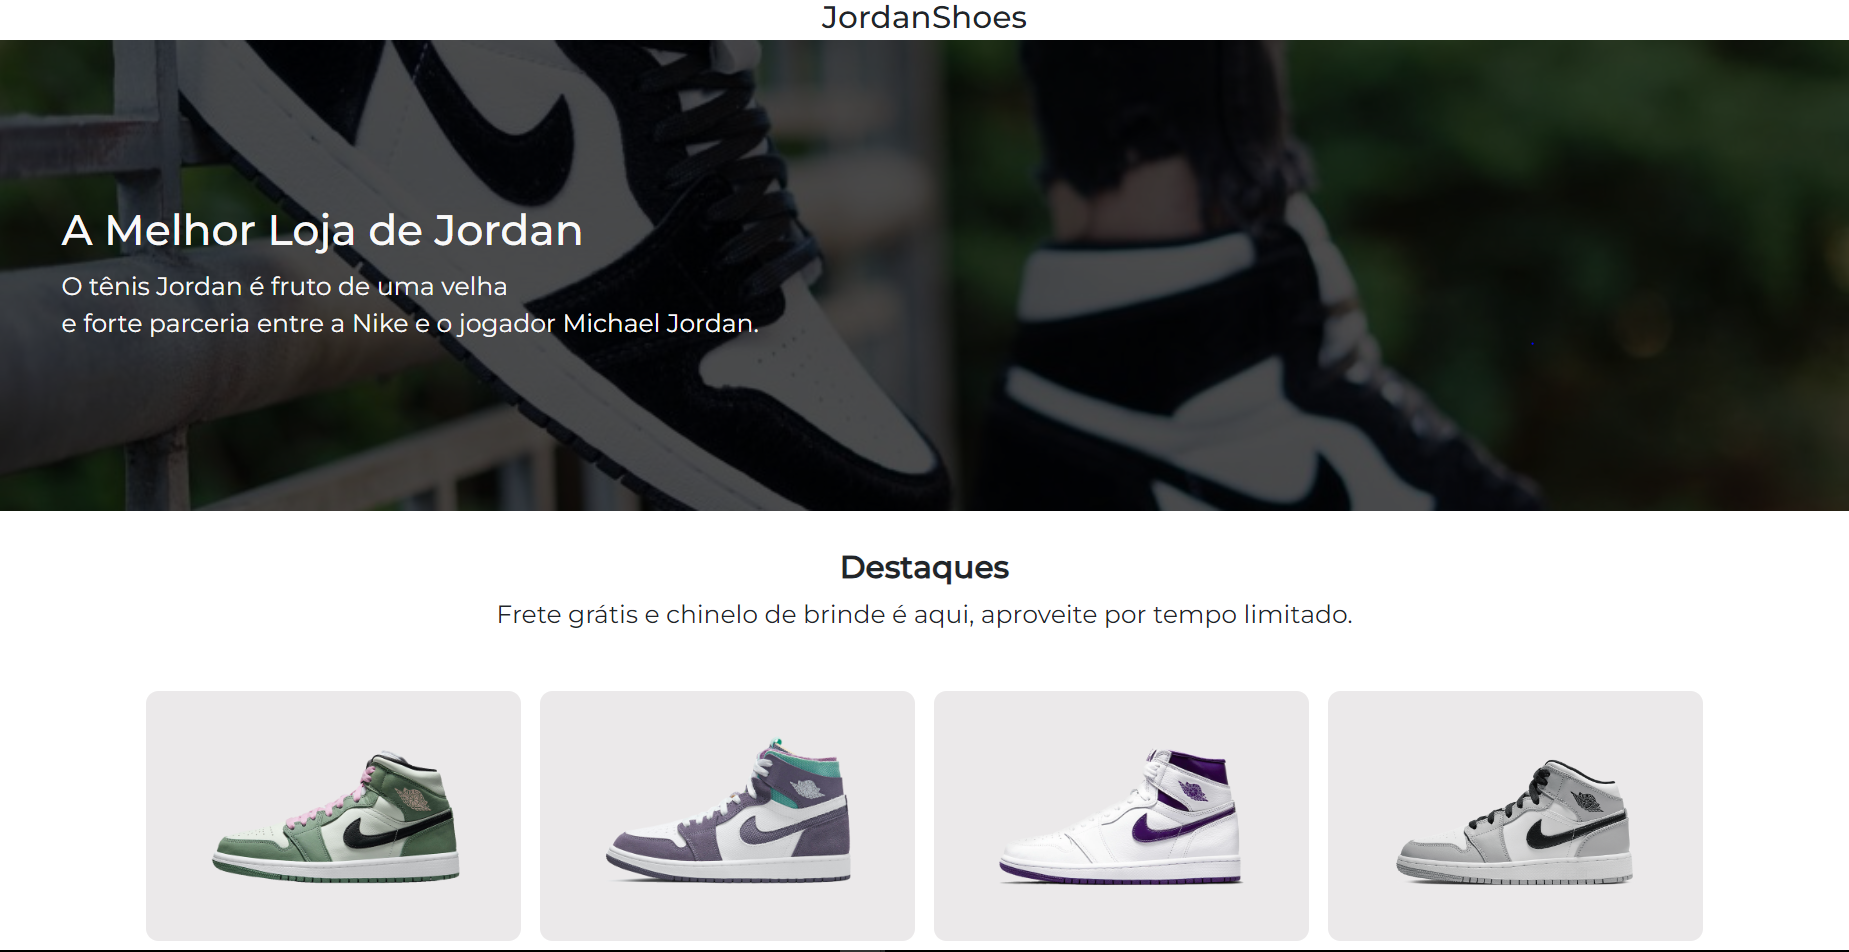 JordanShoes
A Melhor Loja de Jordan
O tênis Jordan é fruto de uma velha
e forte parceria entre a Nike e o jogador Michael Jordan.
Destaques
Frete grátis e chinelo de brinde é aqui, aproveite por tempo limitado.